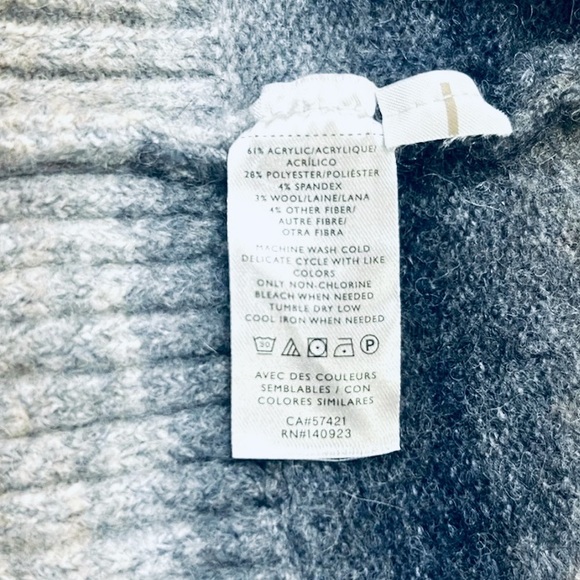 61% ACRYLIC/ACRYLIQUE/
ACRÍLICO
28% POLYESTER/POLIÉSTER
4% SPANDEX
3% WOOL/LAINE/LANA
4% OTHER FIBER/
AUTRE FIBRE/
OTRA FIBRA
MACHINE WASH COLD
DELICATE CYCLE WITH LIKE
COLORS
ONLY NON-CHLORINE
BLEACH WHEN NEEDED
TUMBLE DRY LOW
COOL IRON WHEN NEEDED
30 P
AVEC DES COULEURS
SEMBLABLES / CON
COLORES SIMILARES
CA#57421
RN#140923